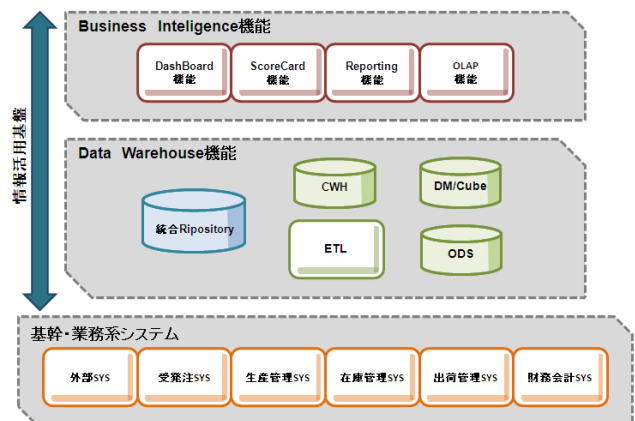 Business Inteligence機能
DashBoard
機能
ScoreCard
機能
Reporting
機能
OLAP
機能
情報活用基盤
Data Warehouse機能
CWH
DM/Cube
統合Ripository
ETL
ODS
基幹・業務系システム
外部SYS
受発注SYS
生産管理SYS
在庫管理SYS
出荷管理SYS
財務会計SYS